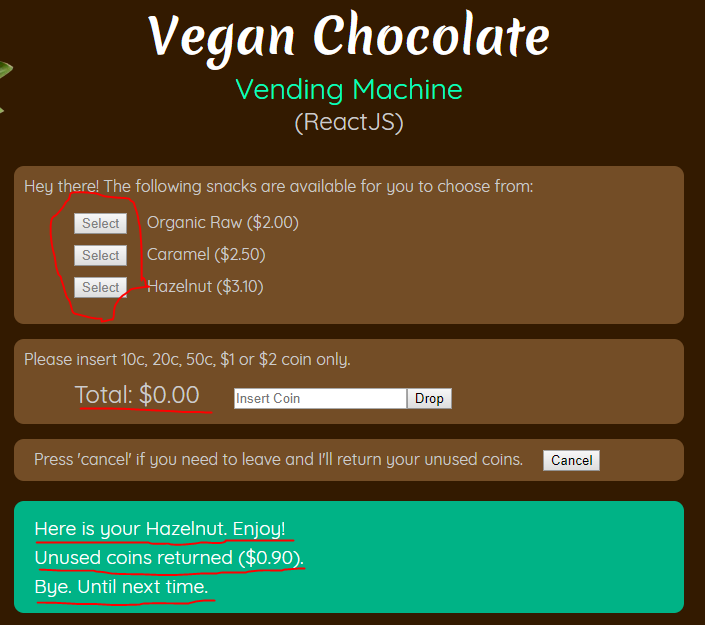 Vegan Chocolate
Vending Machine
(ReactJS)
Hey there! The following snacks are available for you to choose from:
Select Organic Raw ($2.00)
Select Caramel ($2.50)
Select Hazelnut ($3.10)
Please insert 10c, 20c, 50c, $1 or $2 coin only.
Total: $0.00 Insert Coin Drop
Press 'cancel' if you need to leave and I'll return your unused coins. Cancel
Here is your Hazelnut. Enjoy!
Unused coins returned ($0.90).
Bye. Until next time.